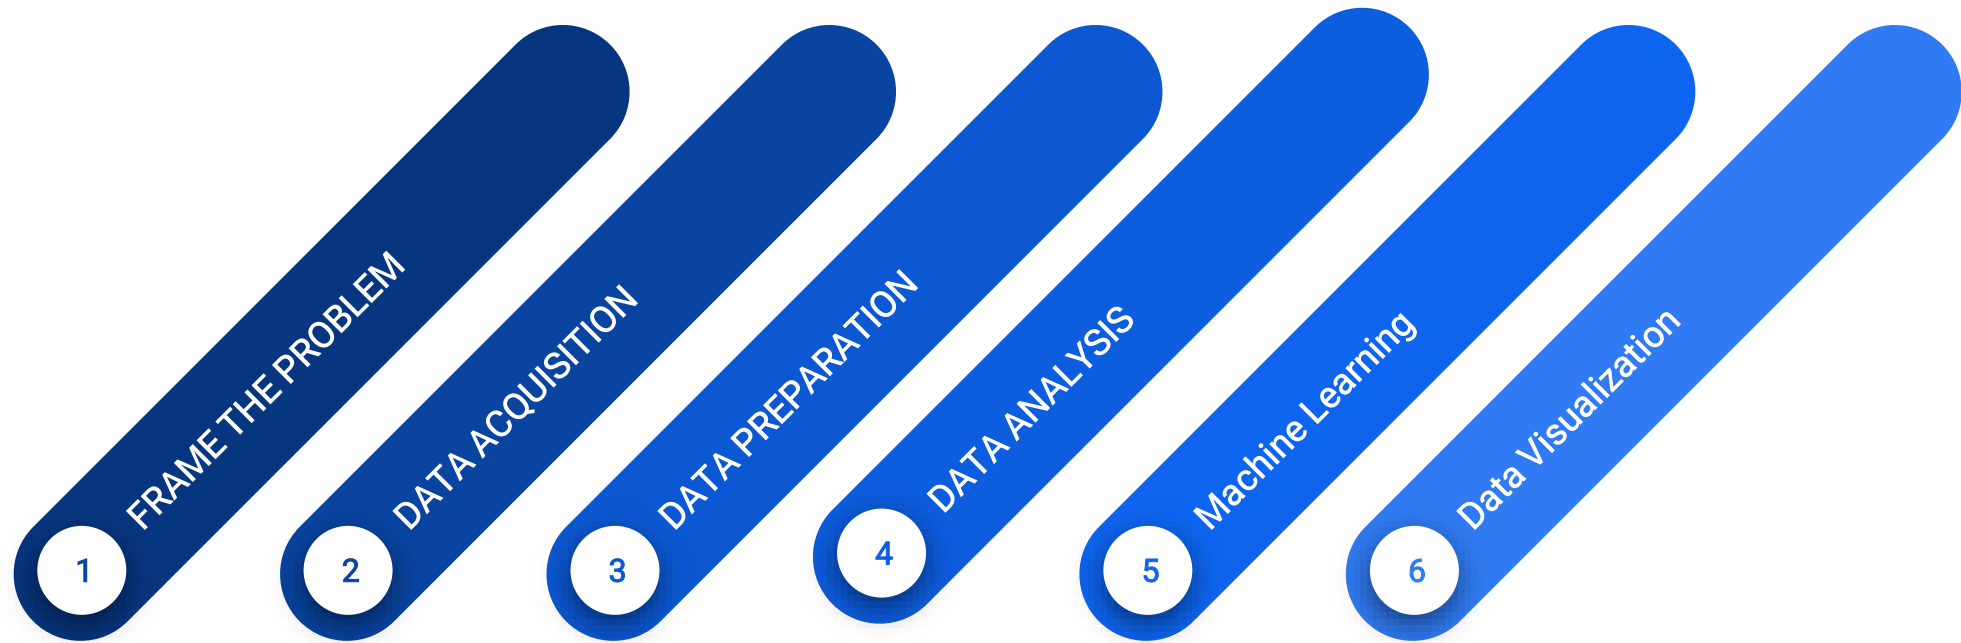 1
FRAME THE PROBLEM
2
DATA ACQUISITION
3
DATA PREPARATION
4
DATA ANALYSIS
5
Machine Learning
6
Data Visualization